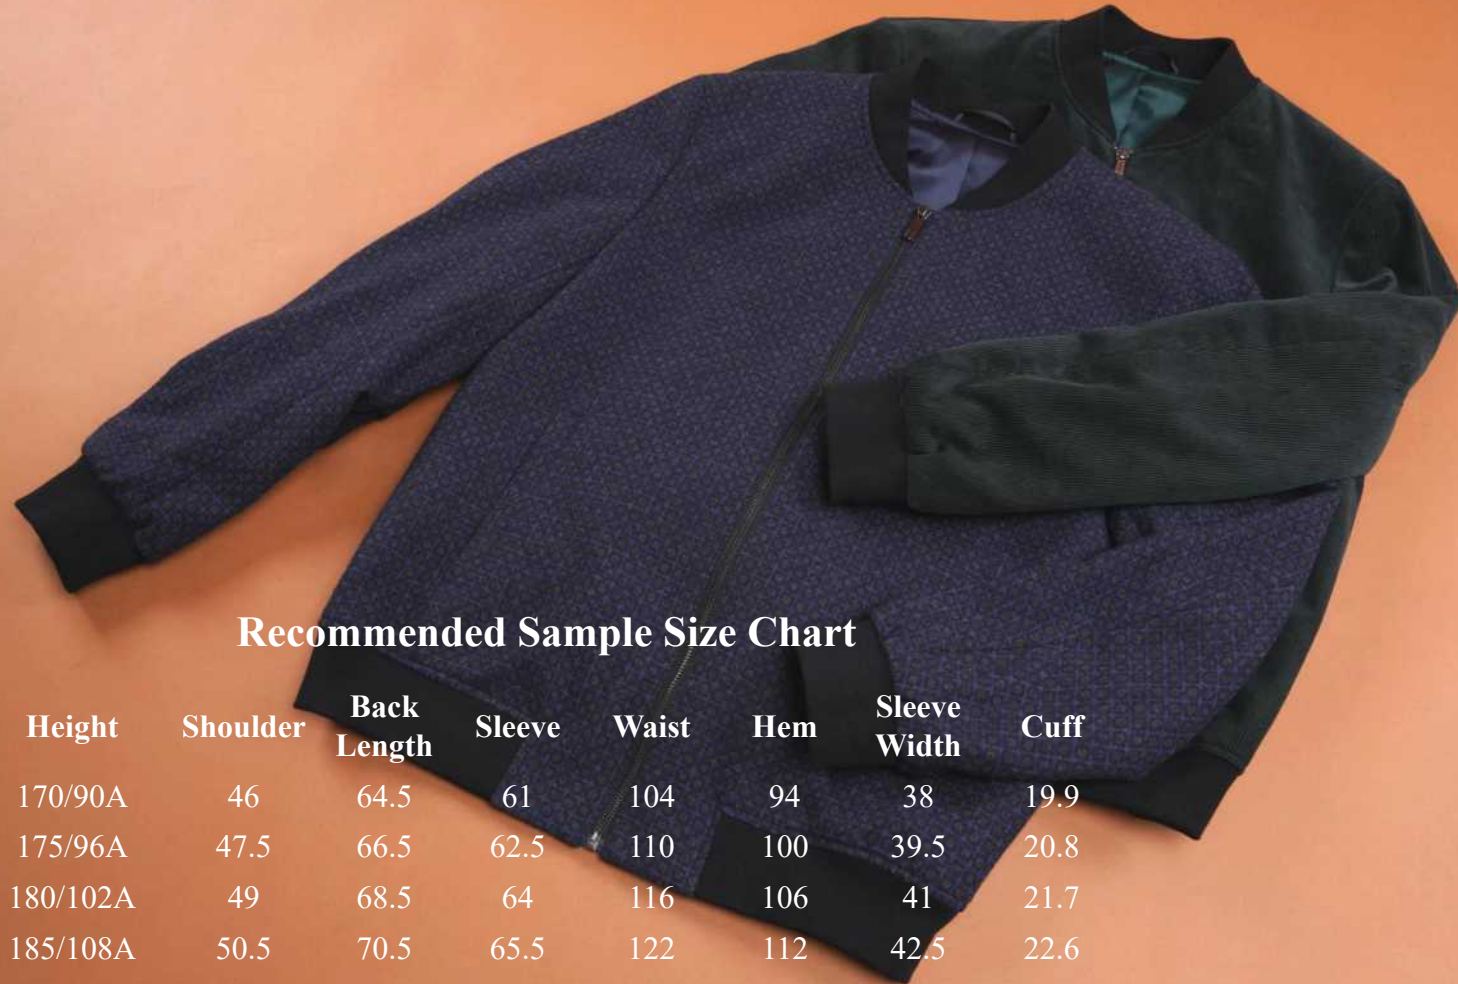 Recommended Sample Size Chart
Height Shoulder Back Length Sleeve Waist Hem Sleeve Width Cuff
170/90A 46 64.5 61 104 94 38 19.9
175/96A 47.5 66.5 62.5 110 100 39.5 20.8
180/102A 49 68.5 64 116 106 41 21.7
185/108A 50.5 70.5 65.5 122 112 42.5 22.6